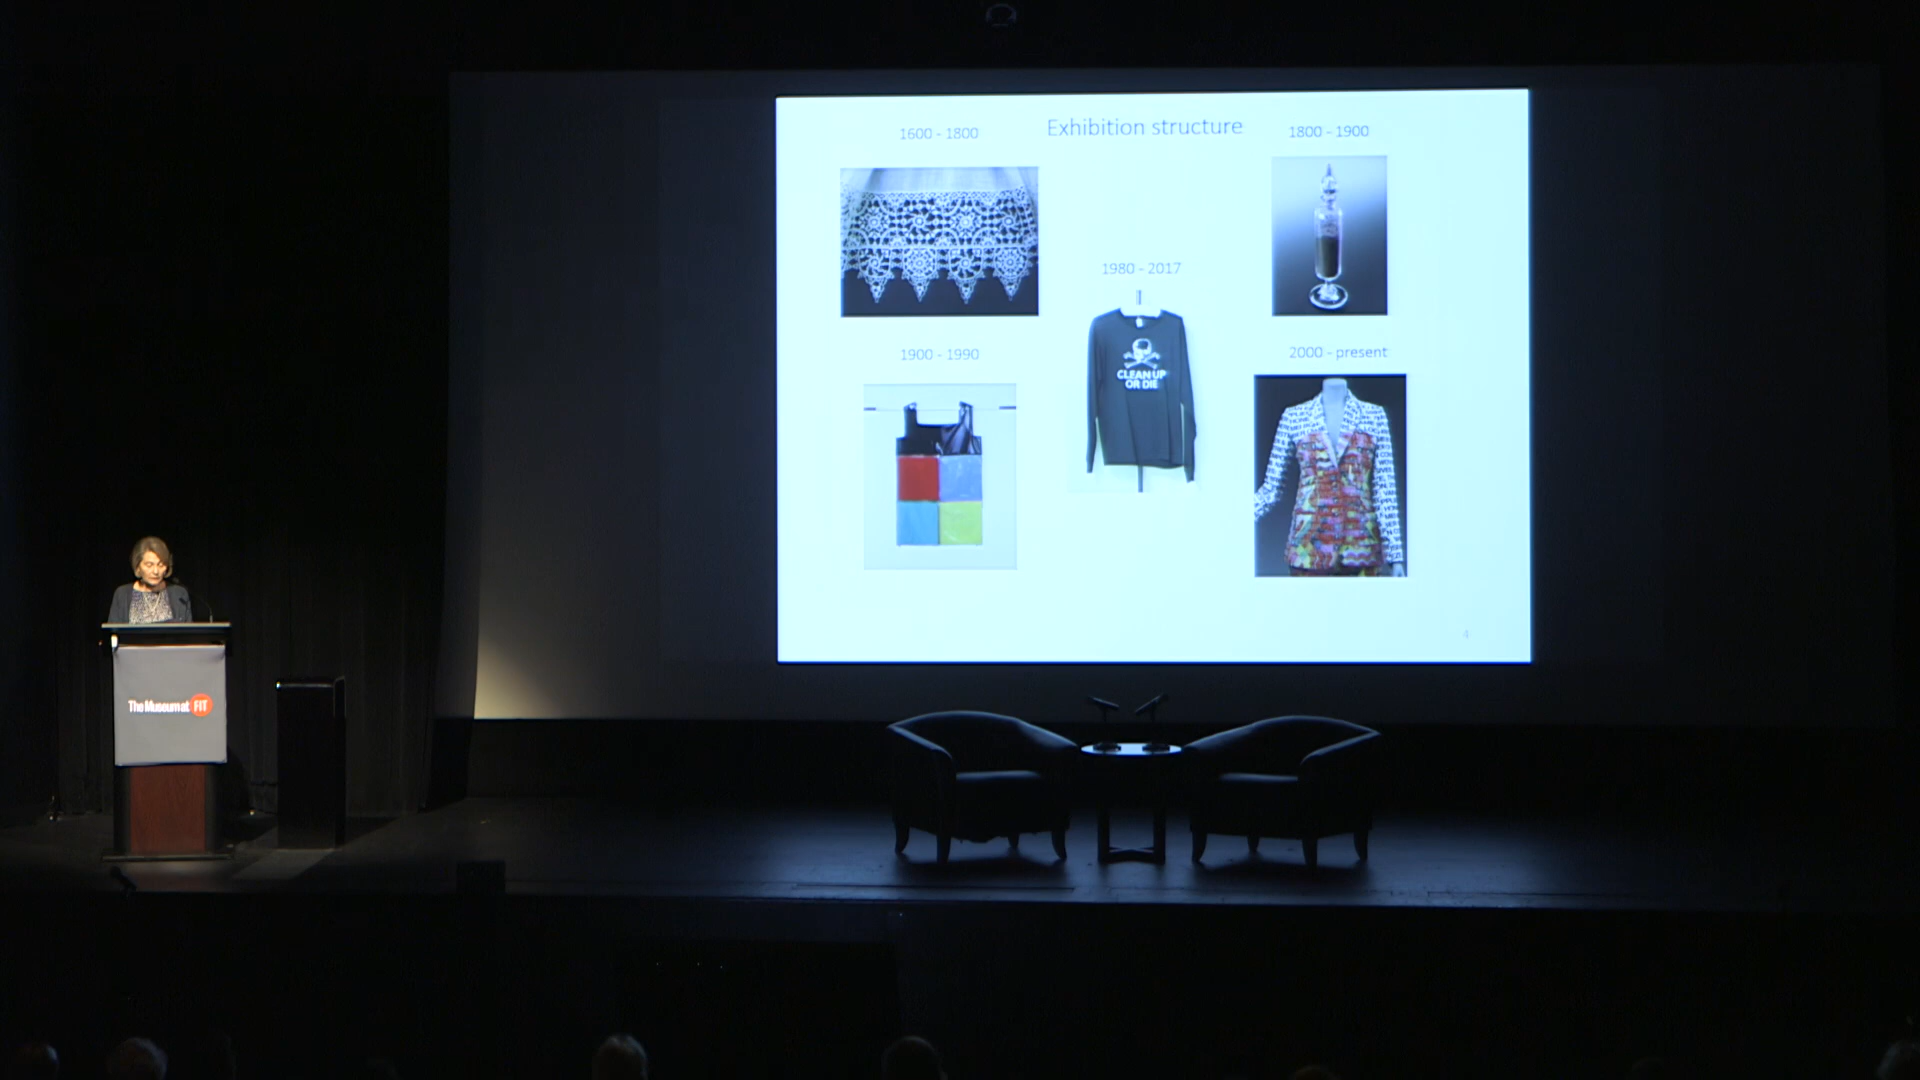 Exhibition structure
1600 - 1800
1800 - 1900
1980 - 2017
CLEAN UP
OR DIE
1900 - 1990
2000 - present
4
The Museum at FIT